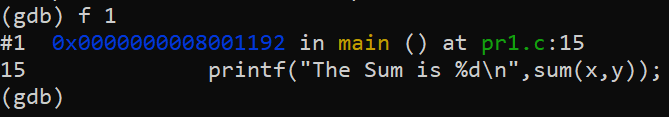 (gdb) f 1
#1  0x0000000008001192 in main () at pr1.c:15
15              printf("The Sum is %d\n",sum(x,y));
(gdb)